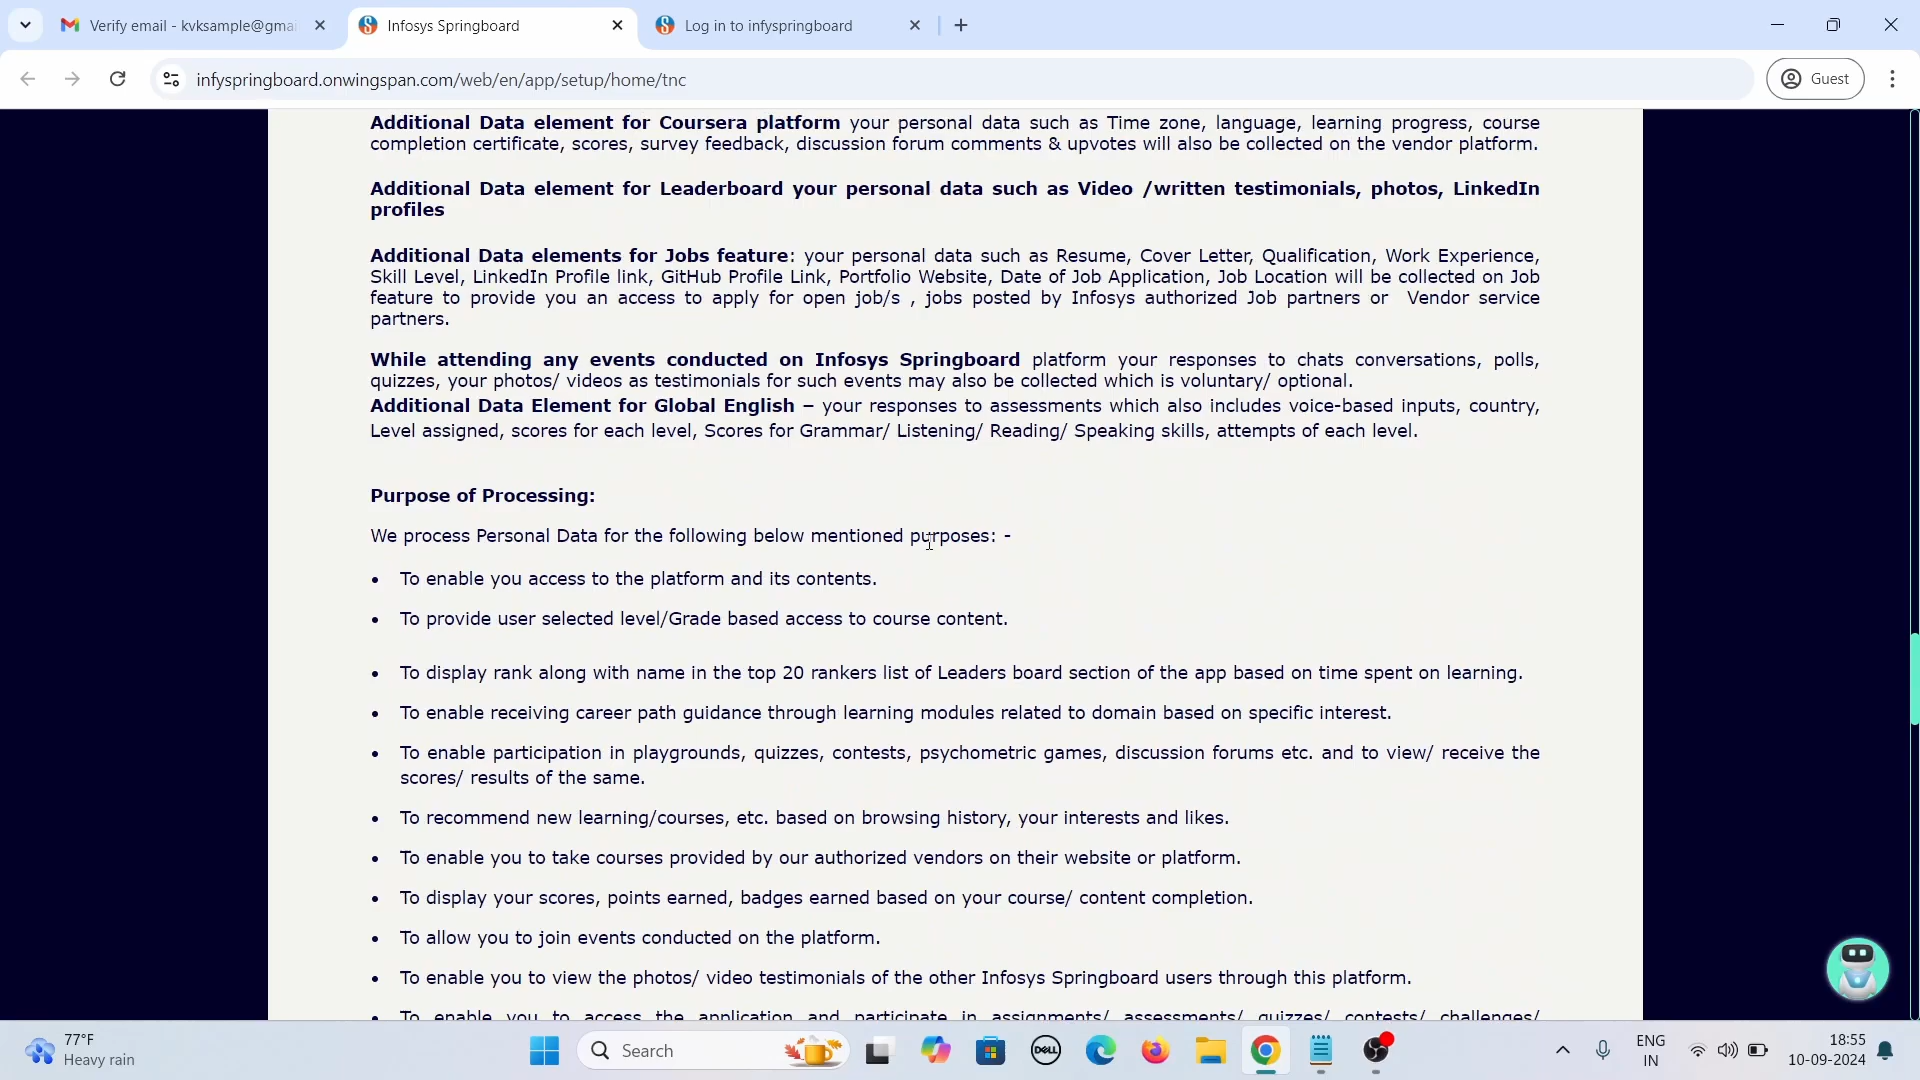 Verify email - kvksample@gmai
Infosys Springboard
Log in to infyspringboard
infyspringboard.onwingspan.com/web/en/app/setup/home/tnc
Guest
Additional Data element for Coursera platform your personal data such as Time zone, language, learning progress, course
completion certificate, scores, survey feedback, discussion forum comments & upvotes will also be collected on the vendor platform.
Additional Data element for Leaderboard your personal data such as Video /written testimonials, photos, LinkedIn
profiles
Additional Data elements for Jobs feature: your personal data such as Resume, Cover Letter, Qualification, Work Experience,
Skill Level, LinkedIn Profile link, GitHub Profile Link, Portfolio Website, Date of Job Application, Job Location will be collected on Job
feature to provide you an access to apply for open job/s , jobs posted by Infosys authorized Job partners or Vendor service
partners.
While attending any events conducted on Infosys Springboard platform your responses to chats conversations, polls,
quizzes, your photos/ videos as testimonials for such events may also be collected which is voluntary/ optional.
Additional Data Element for Global English – your responses to assessments which also includes voice-based inputs, country,
Level assigned, scores for each level, Scores for Grammar/ Listening/ Reading/ Speaking skills, attempts of each level.
Purpose of Processing:
We process Personal Data for the following below mentioned purposes: -
• To enable you access to the platform and its contents.
• To provide user selected level/Grade based access to course content.
• To display rank along with name in the top 20 rankers list of Leaders board section of the app based on time spent on learning.
• To enable receiving career path guidance through learning modules related to domain based on specific interest.
• To enable participation in playgrounds, quizzes, contests, psychometric games, discussion forums etc. and to view/ receive the
scores/ results of the same.
• To recommend new learning/courses, etc. based on browsing history, your interests and likes.
• To enable you to take courses provided by our authorized vendors on their website or platform.
• To display your scores, points earned, badges earned based on your course/ content completion.
• To allow you to join events conducted on the platform.
• To enable you to view the photos/ video testimonials of the other Infosys Springboard users through this platform.
• To enable you to access the application and participate in assignments/ assessments/ quizzes/ contests/ challenges/
77°F
Heavy rain
Search
DELL
ENG
IN
18:55
10-09-2024